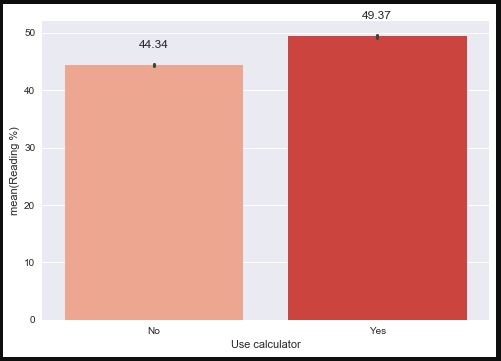 49.37
44.34
50
40
30
20
10
0
mean(Reading %)
No
Yes
Use calculator